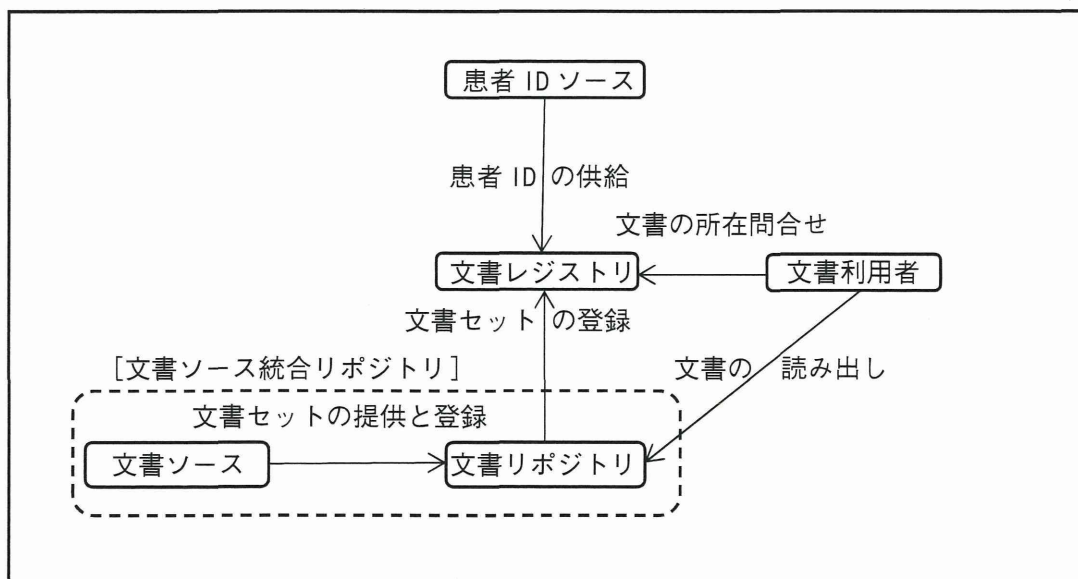 患者 ID ソース
患者 ID の供給
文書の所在問合せ
文書レジストリ
文書利用者
文書セット の登録
[文書ソース統合リポジトリ]
文書の 読み出し
文書セットの提供と登録
文書ソース
文書リポジトリ